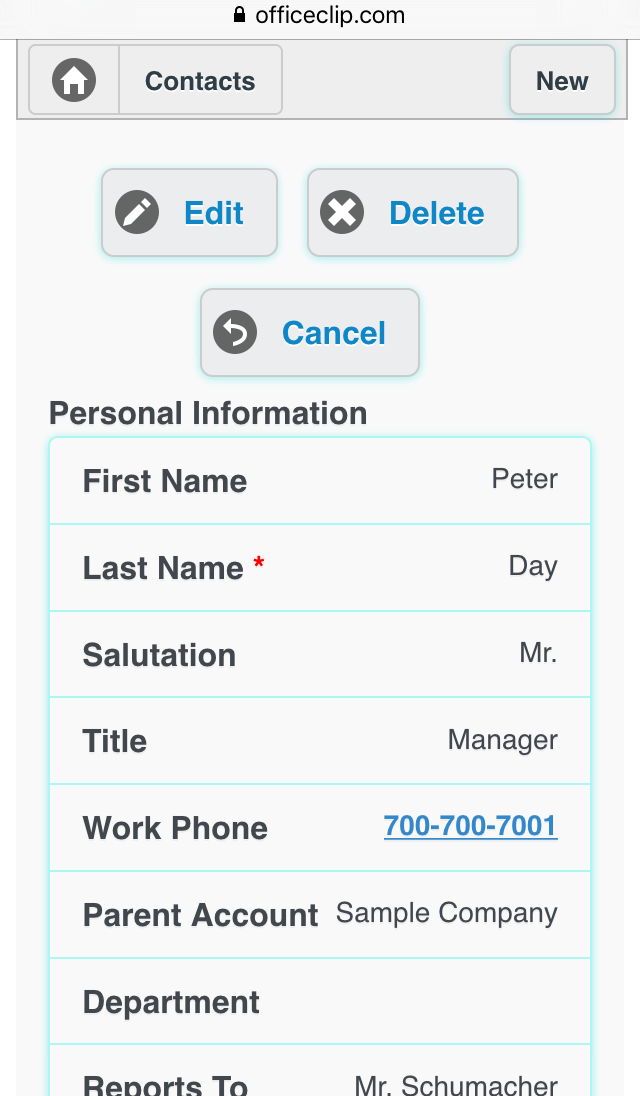 officeclip.com
Contacts New
Edit Delete
Cancel
Personal Information
First Name Peter
Last Name * Day
Salutation Mr.
Title Manager
Work Phone 700-700-7001
Parent Account Sample Company
Department
Reports To Mr. Schumacher